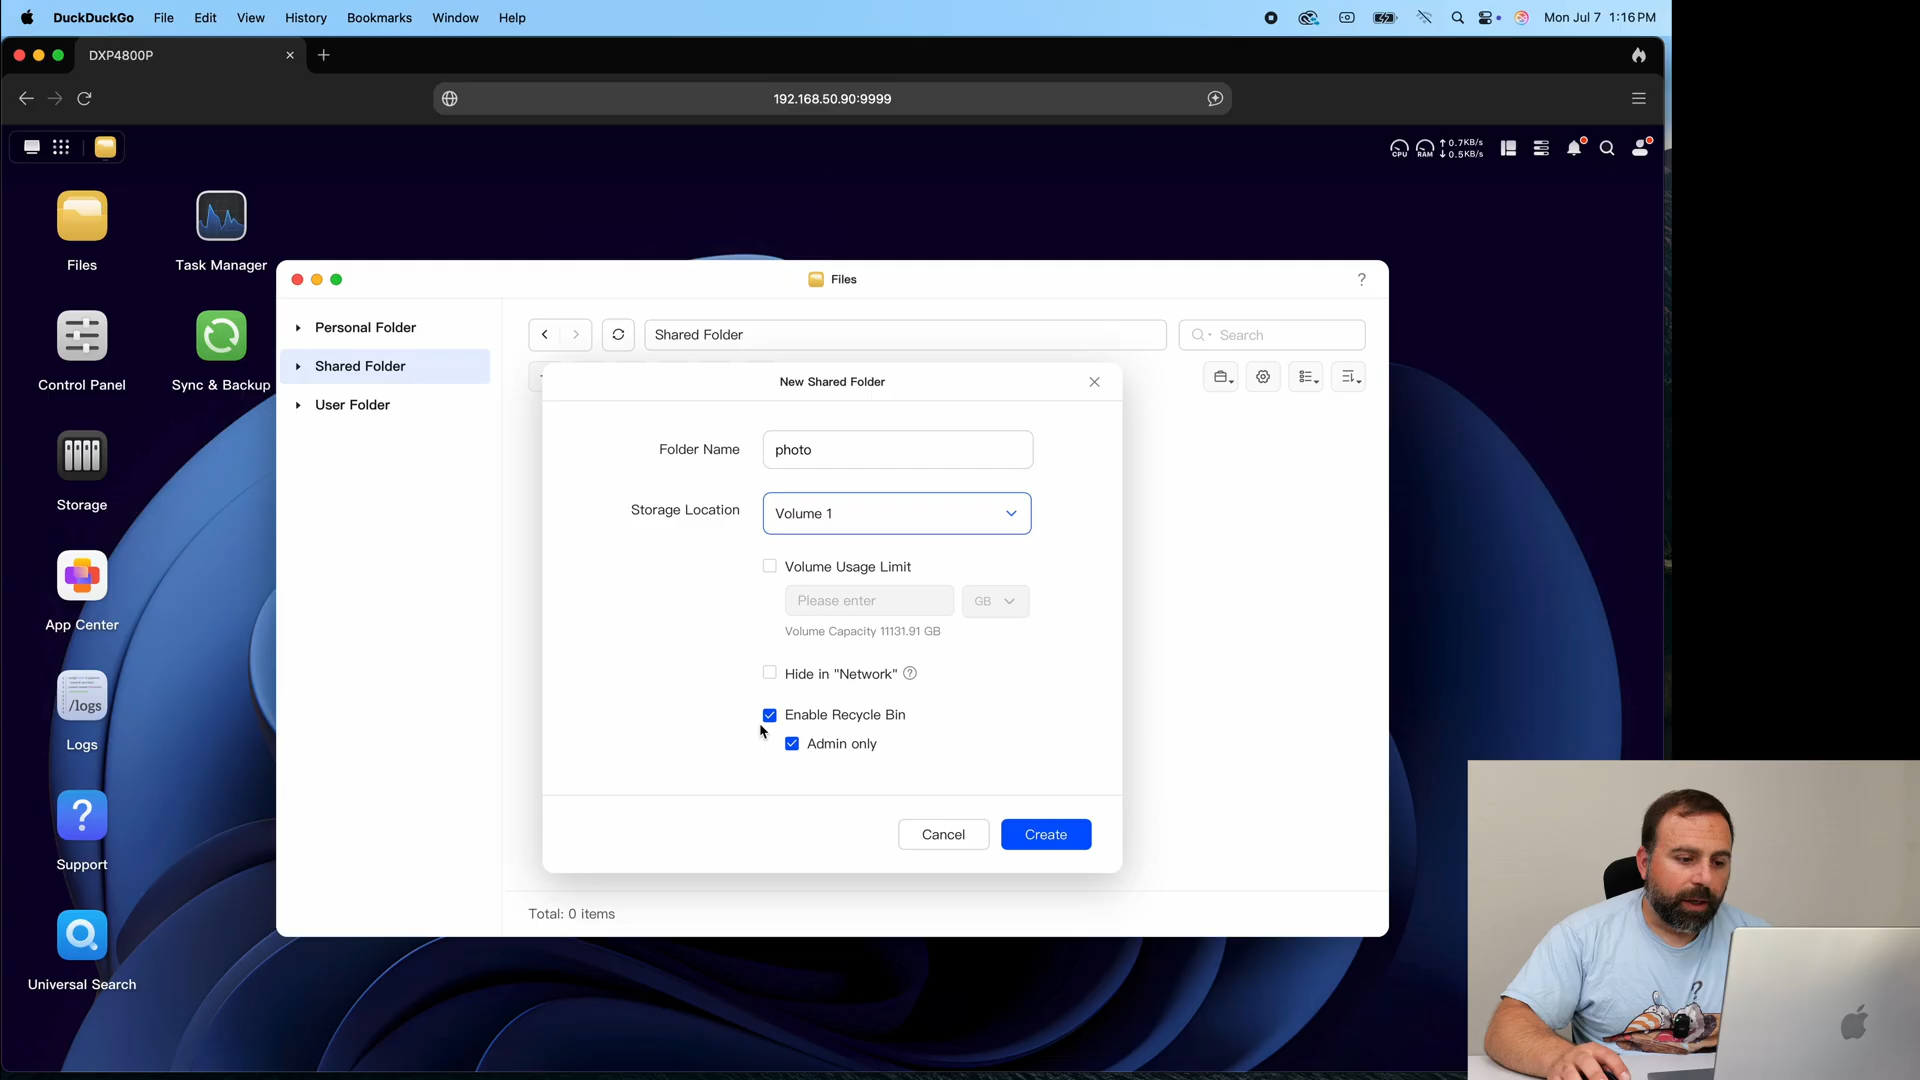 DuckDuckGo File Edit View History Bookmarks Window Help Mon Jul 7 1:16PM
DXP4800P
192.168.50.90:9999
CPU RAM ↑ 0.7KB/s
↓ 0.5KB/s
Files
Task Manager
Control Panel
Sync & Backup
Storage
App Center
/logs
Logs
Support
Universal Search
Files ?
Personal Folder
Shared Folder
User Folder
Shared Folder
Search
New Shared Folder
Folder Name photo
Storage Location Volume 1
Volume Usage Limit
Please enter GB
Volume Capacity 11131.91 GB
Hide in "Network" ?
Enable Recycle Bin
Admin only
Cancel Create
Total: 0 items